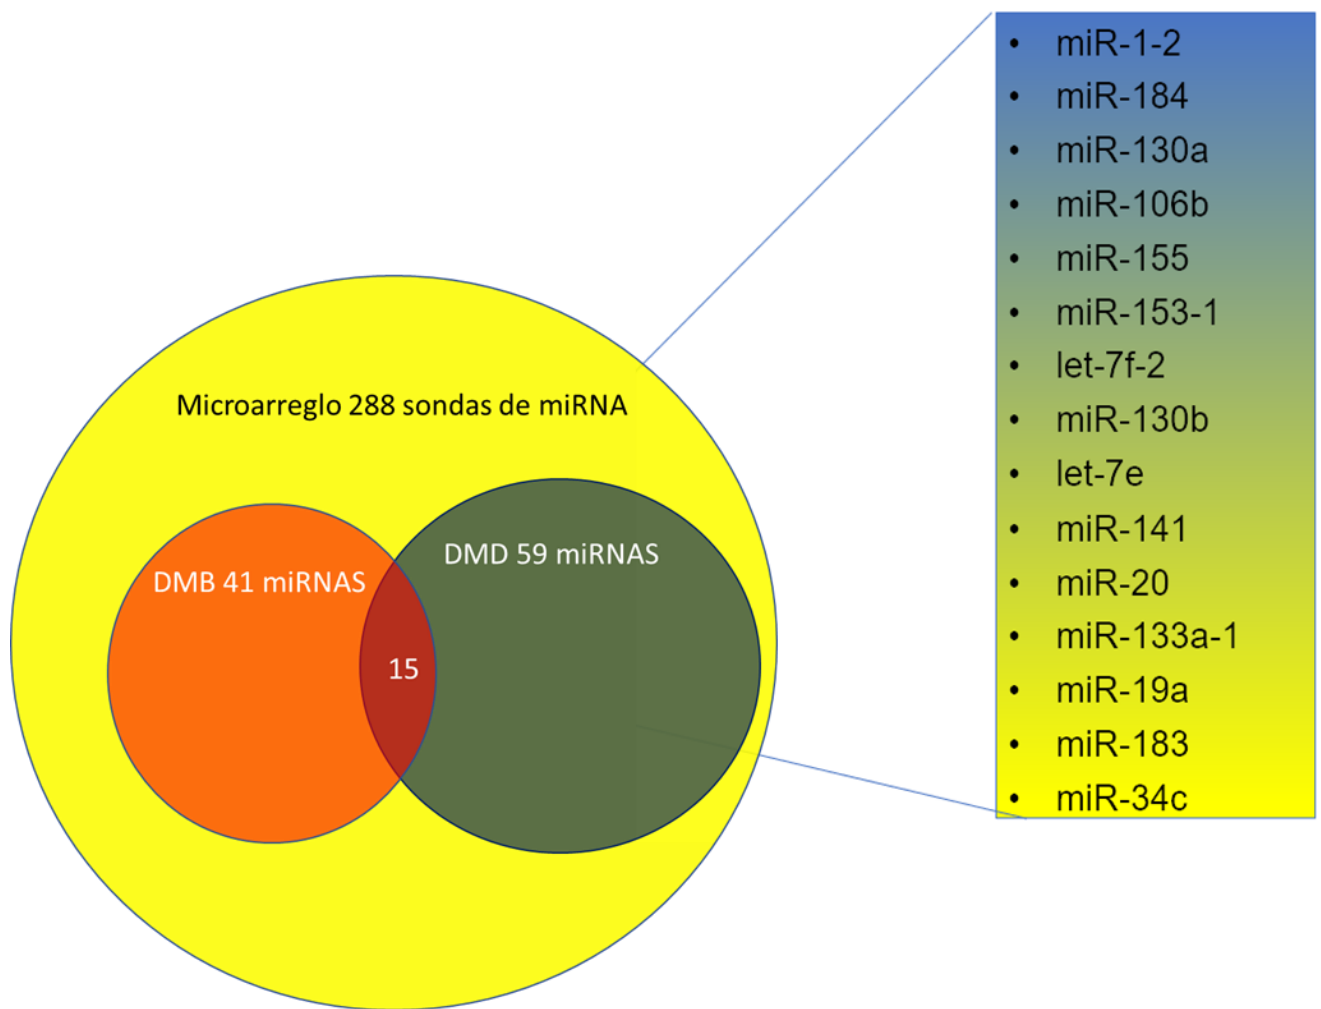 Microarreglo 288 sondas de miRNA
DMB 41 miRNAS
DMD 59 miRNAS
15
• miR-1-2
• miR-184
• miR-130a
• miR-106b
• miR-155
• miR-153-1
• let-7f-2
• miR-130b
• let-7e
• miR-141
• miR-20
• miR-133a-1
• miR-19a
• miR-183
• miR-34c